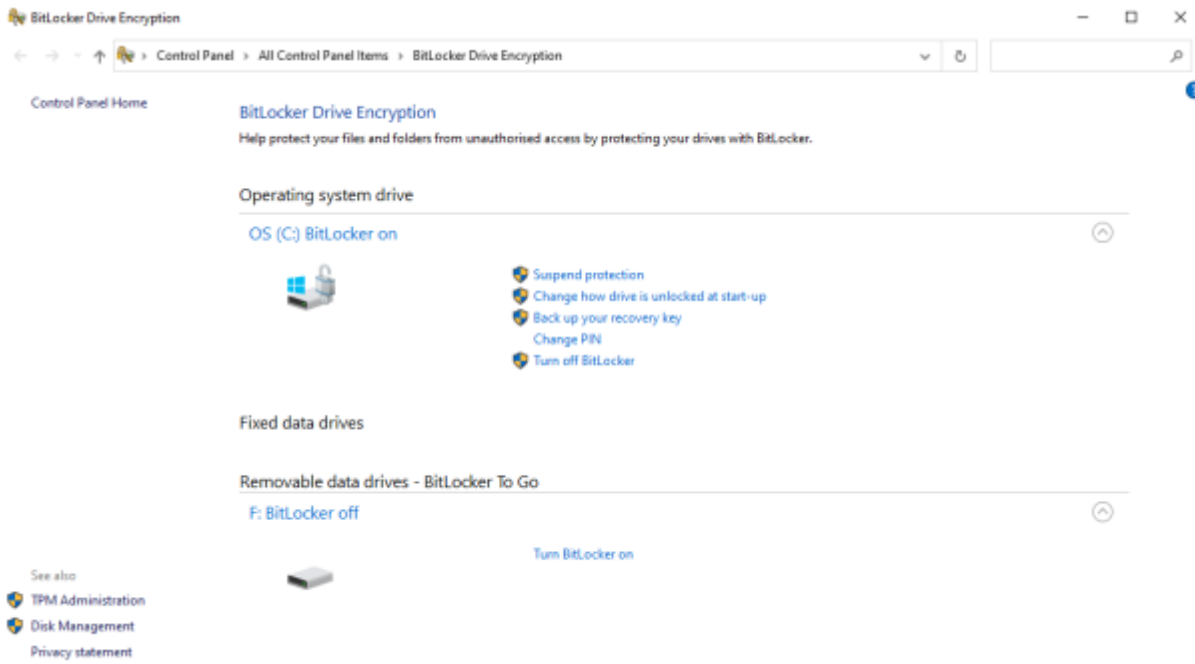 BitLocker Drive Encryption
Control Panel › All Control Panel Items › BitLocker Drive Encryption
Control Panel Home
BitLocker Drive Encryption
Help protect your files and folders from unauthorised access by protecting your drives with BitLocker.
Operating system drive
OS (C:) BitLocker on
Suspend protection
Change how drive is unlocked at start-up
Back up your recovery key
Change PIN
Turn off BitLocker
Fixed data drives
Removable data drives - BitLocker To Go
F: BitLocker off
Turn BitLocker on
See also
TPM Administration
Disk Management
Privacy statement